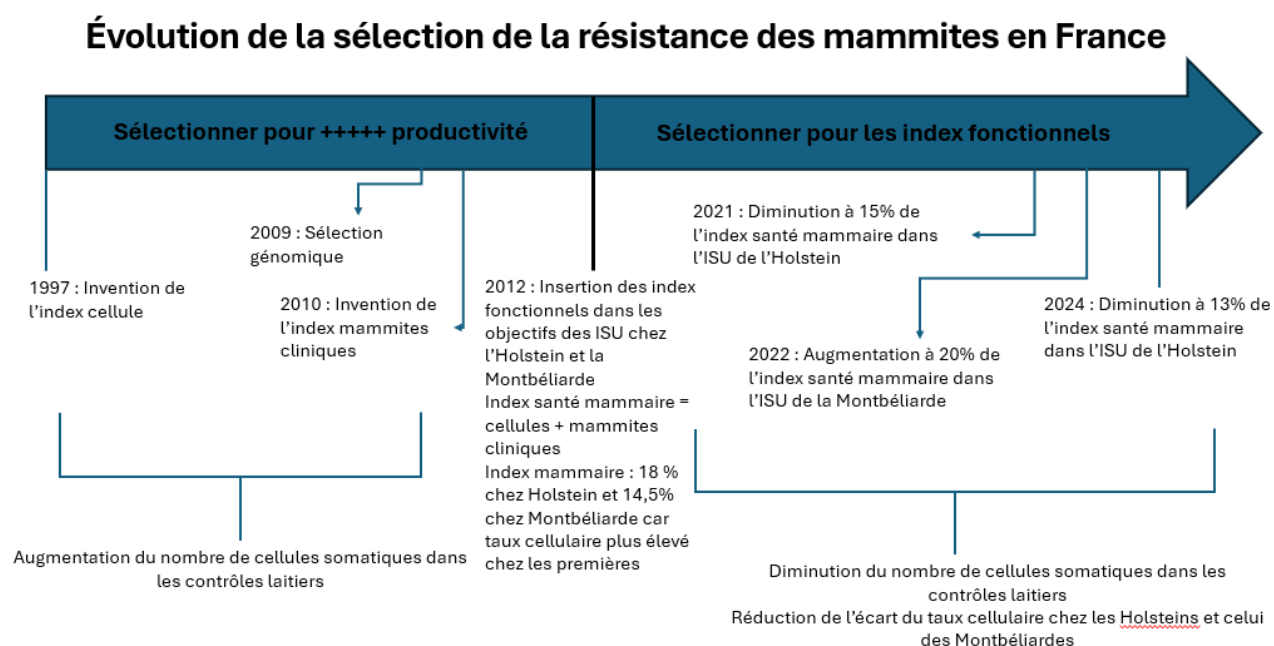 Évolution de la sélection de la résistance des mammites en France
Sélectionner pour +++++ productivité
Sélectionner pour les index fonctionnels
1997 : Invention de
l’index cellule
2009 : Sélection
génomique
2010 : Invention de
l’index mammites
cliniques
2012 : Insertion des index
fonctionnels dans les
objectifs des ISU chez
l’Holstein et la
Montbéliarde
Index santé mammaire =
cellules + mammites
cliniques
Index mammaire : 18 %
chez Holstein et 14,5%
chez Montbéliarde car
taux cellulaire plus élevé
chez les premières
2021 : Diminution à 15% de
l’index santé mammaire dans
l’ISU de l’Holstein
2022 : Augmentation à 20% de
l’index santé mammaire dans
l’ISU de la Montbéliarde
2024 : Diminution à 13% de
l’index santé mammaire
dans l’ISU de l’Holstein
Augmentation du nombre de cellules somatiques dans
les contrôles laitiers
Diminution du nombre de cellules somatiques dans les
contrôles laitiers
Réduction de l’écart du taux cellulaire chez les Holsteins et celui
des Montbéliardes